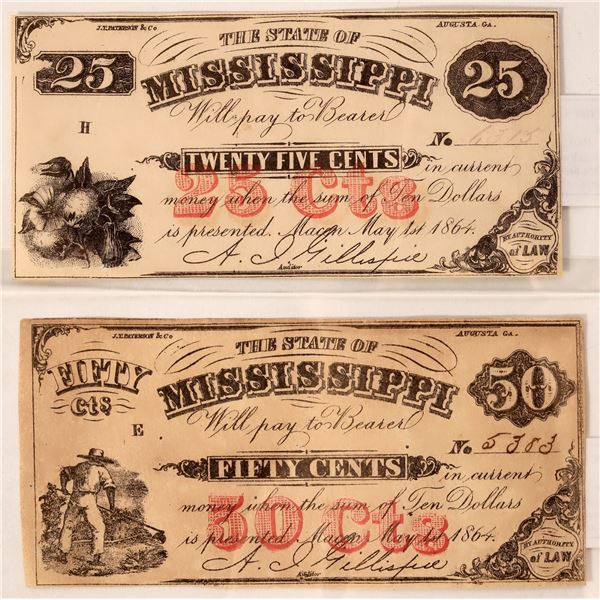 J.T. PATERSON & Co
AUGUSTA GA.
THE STATE OF
25
MISSISSIPPI
25
Will pay to Bearer
H
No. 6315
TWENTY FIVE CENTS in current
25 Cts
money when the sum of Ten Dollars
is presented. Macon May 1st 1864.
A. J. Gillispie
Auditor
BY AUTHORITY
of LAW
J.T. PATERSON & Co
AUGUSTA GA.
THE STATE OF
FIFTY
Cts
MISSISSIPPI
50
Will pay to Bearer
E
No. 5383
FIFTY CENTS in current
50 Cts
money when the sum of Ten Dollars
is presented. Macon May 1st 1864.
A. J. Gillispie
Auditor
BY AUTHORITY
of LAW